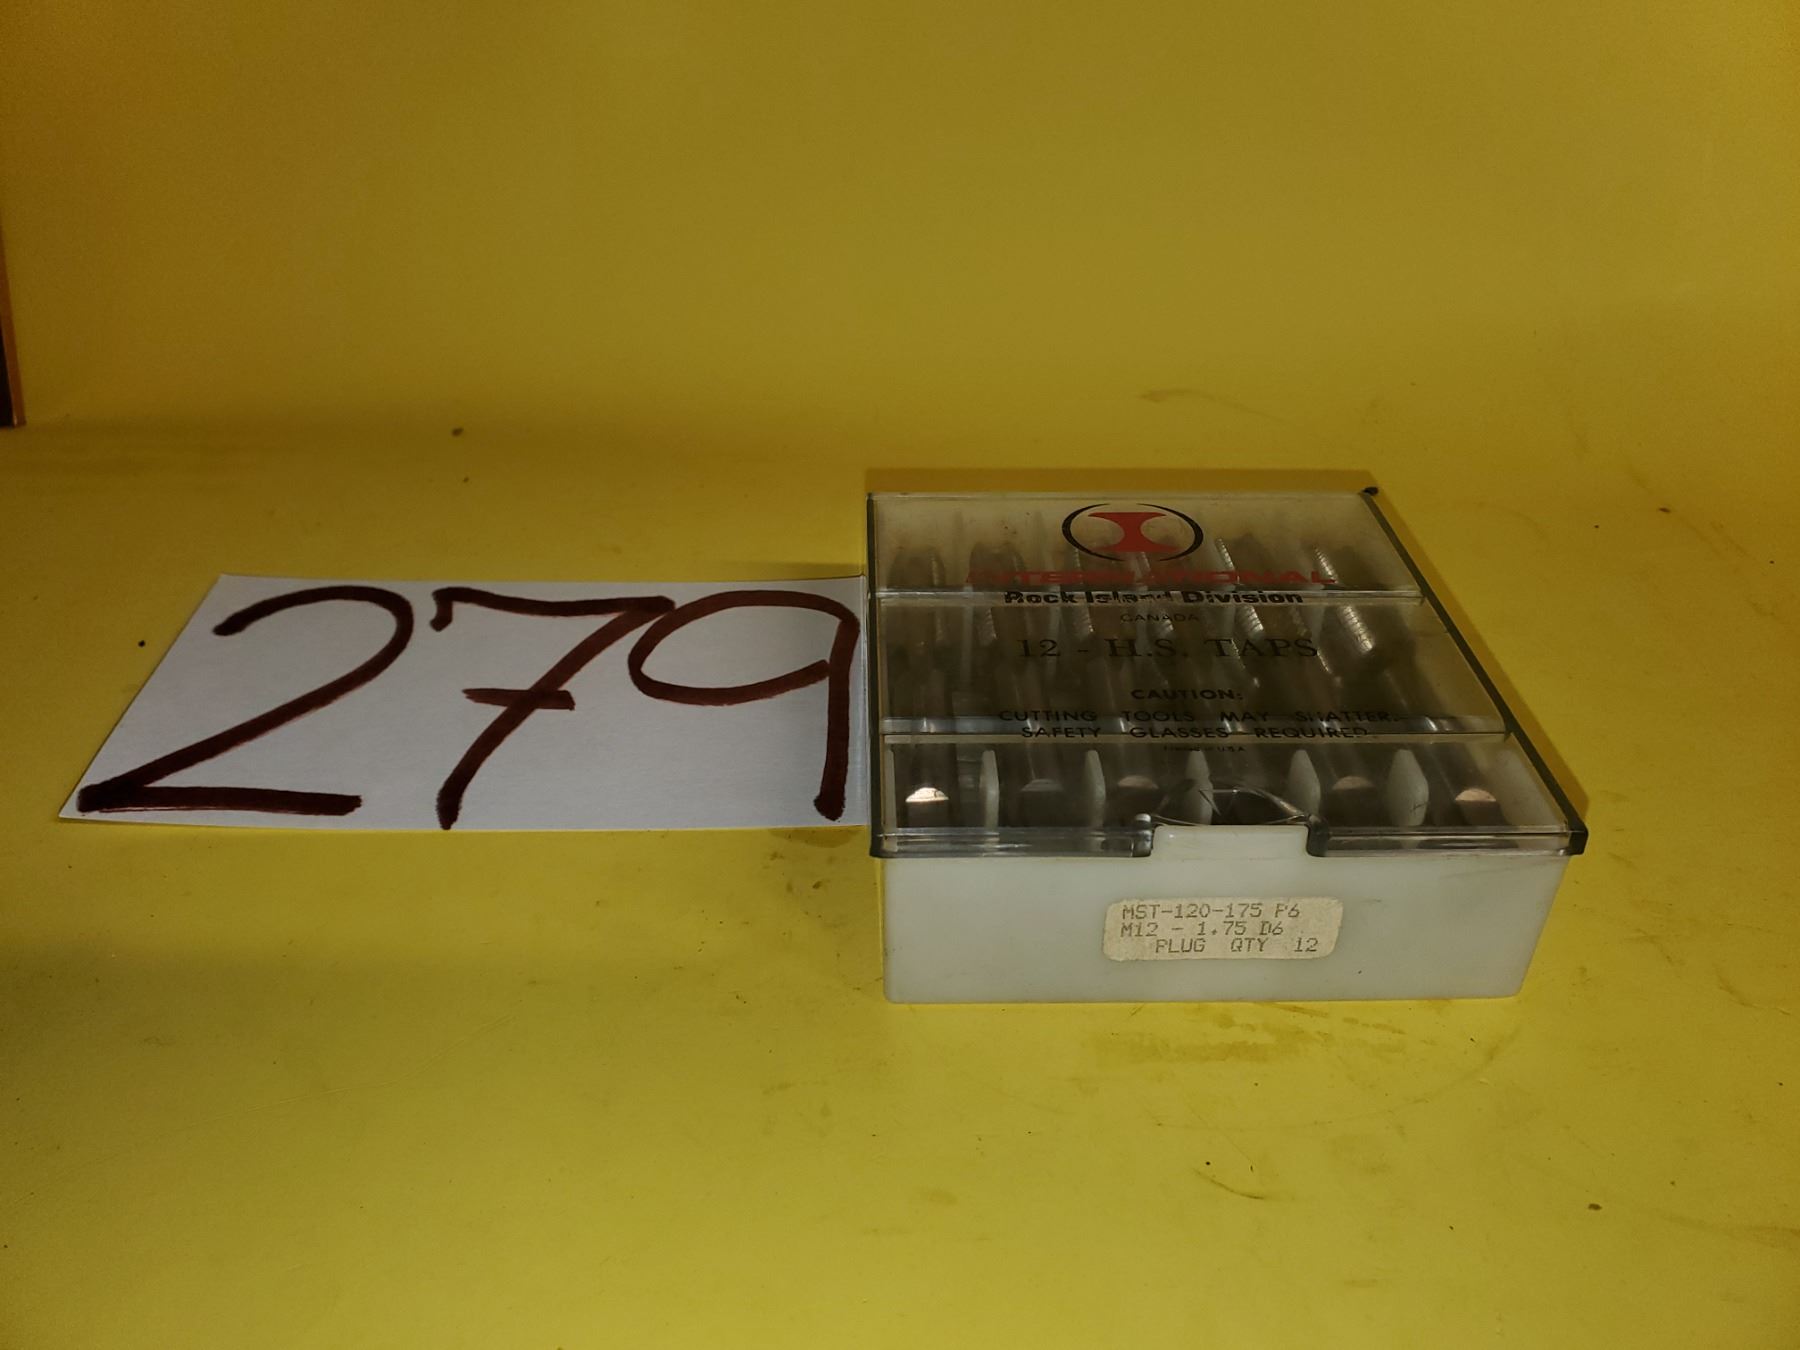 279
INTERNATIONAL
Rock Island Division
CANADA
12 - H.S. TAPS
CAUTION:
CUTTING TOOLS MAY SHATTER.
SAFETY GLASSES REQUIRED.
U.S.A.
MST-120-175 P6
M12 - 1.75 D6
PLUG QTY 12